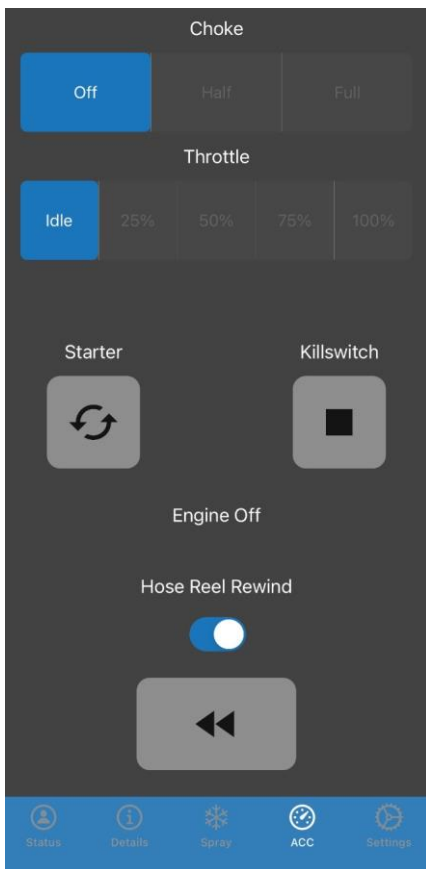 Choke
Off Half Full
Throttle
Idle 25% 50% 75% 100%
Starter Killswitch
Engine Off
Hose Reel Rewind
Status Details Spray ACC Settings